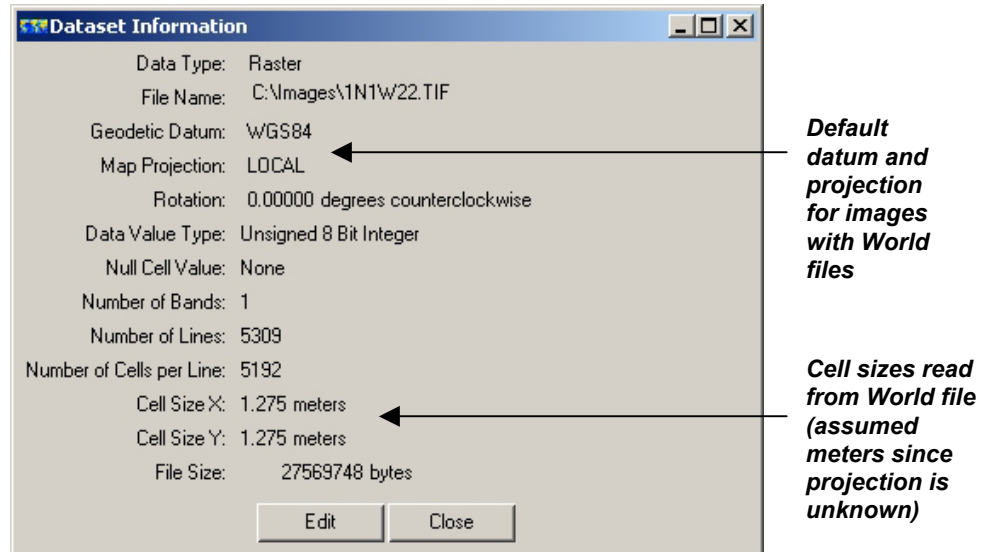 Dataset Information
Data Type: Raster
File Name: C:\Images\1N1W22.TIF
Geodetic Datum: WGS84
Map Projection: LOCAL
Rotation: 0.00000 degrees counterclockwise
Data Value Type: Unsigned 8 Bit Integer
Null Cell Value: None
Number of Bands: 1
Number of Lines: 5309
Number of Cells per Line: 5192
Cell Size X: 1.275 meters
Cell Size Y: 1.275 meters
File Size: 27569748 bytes
Edit Close
Default
datum and
projection
for images
with World
files
Cell sizes read
from World file
(assumed
meters since
projection is
unknown)